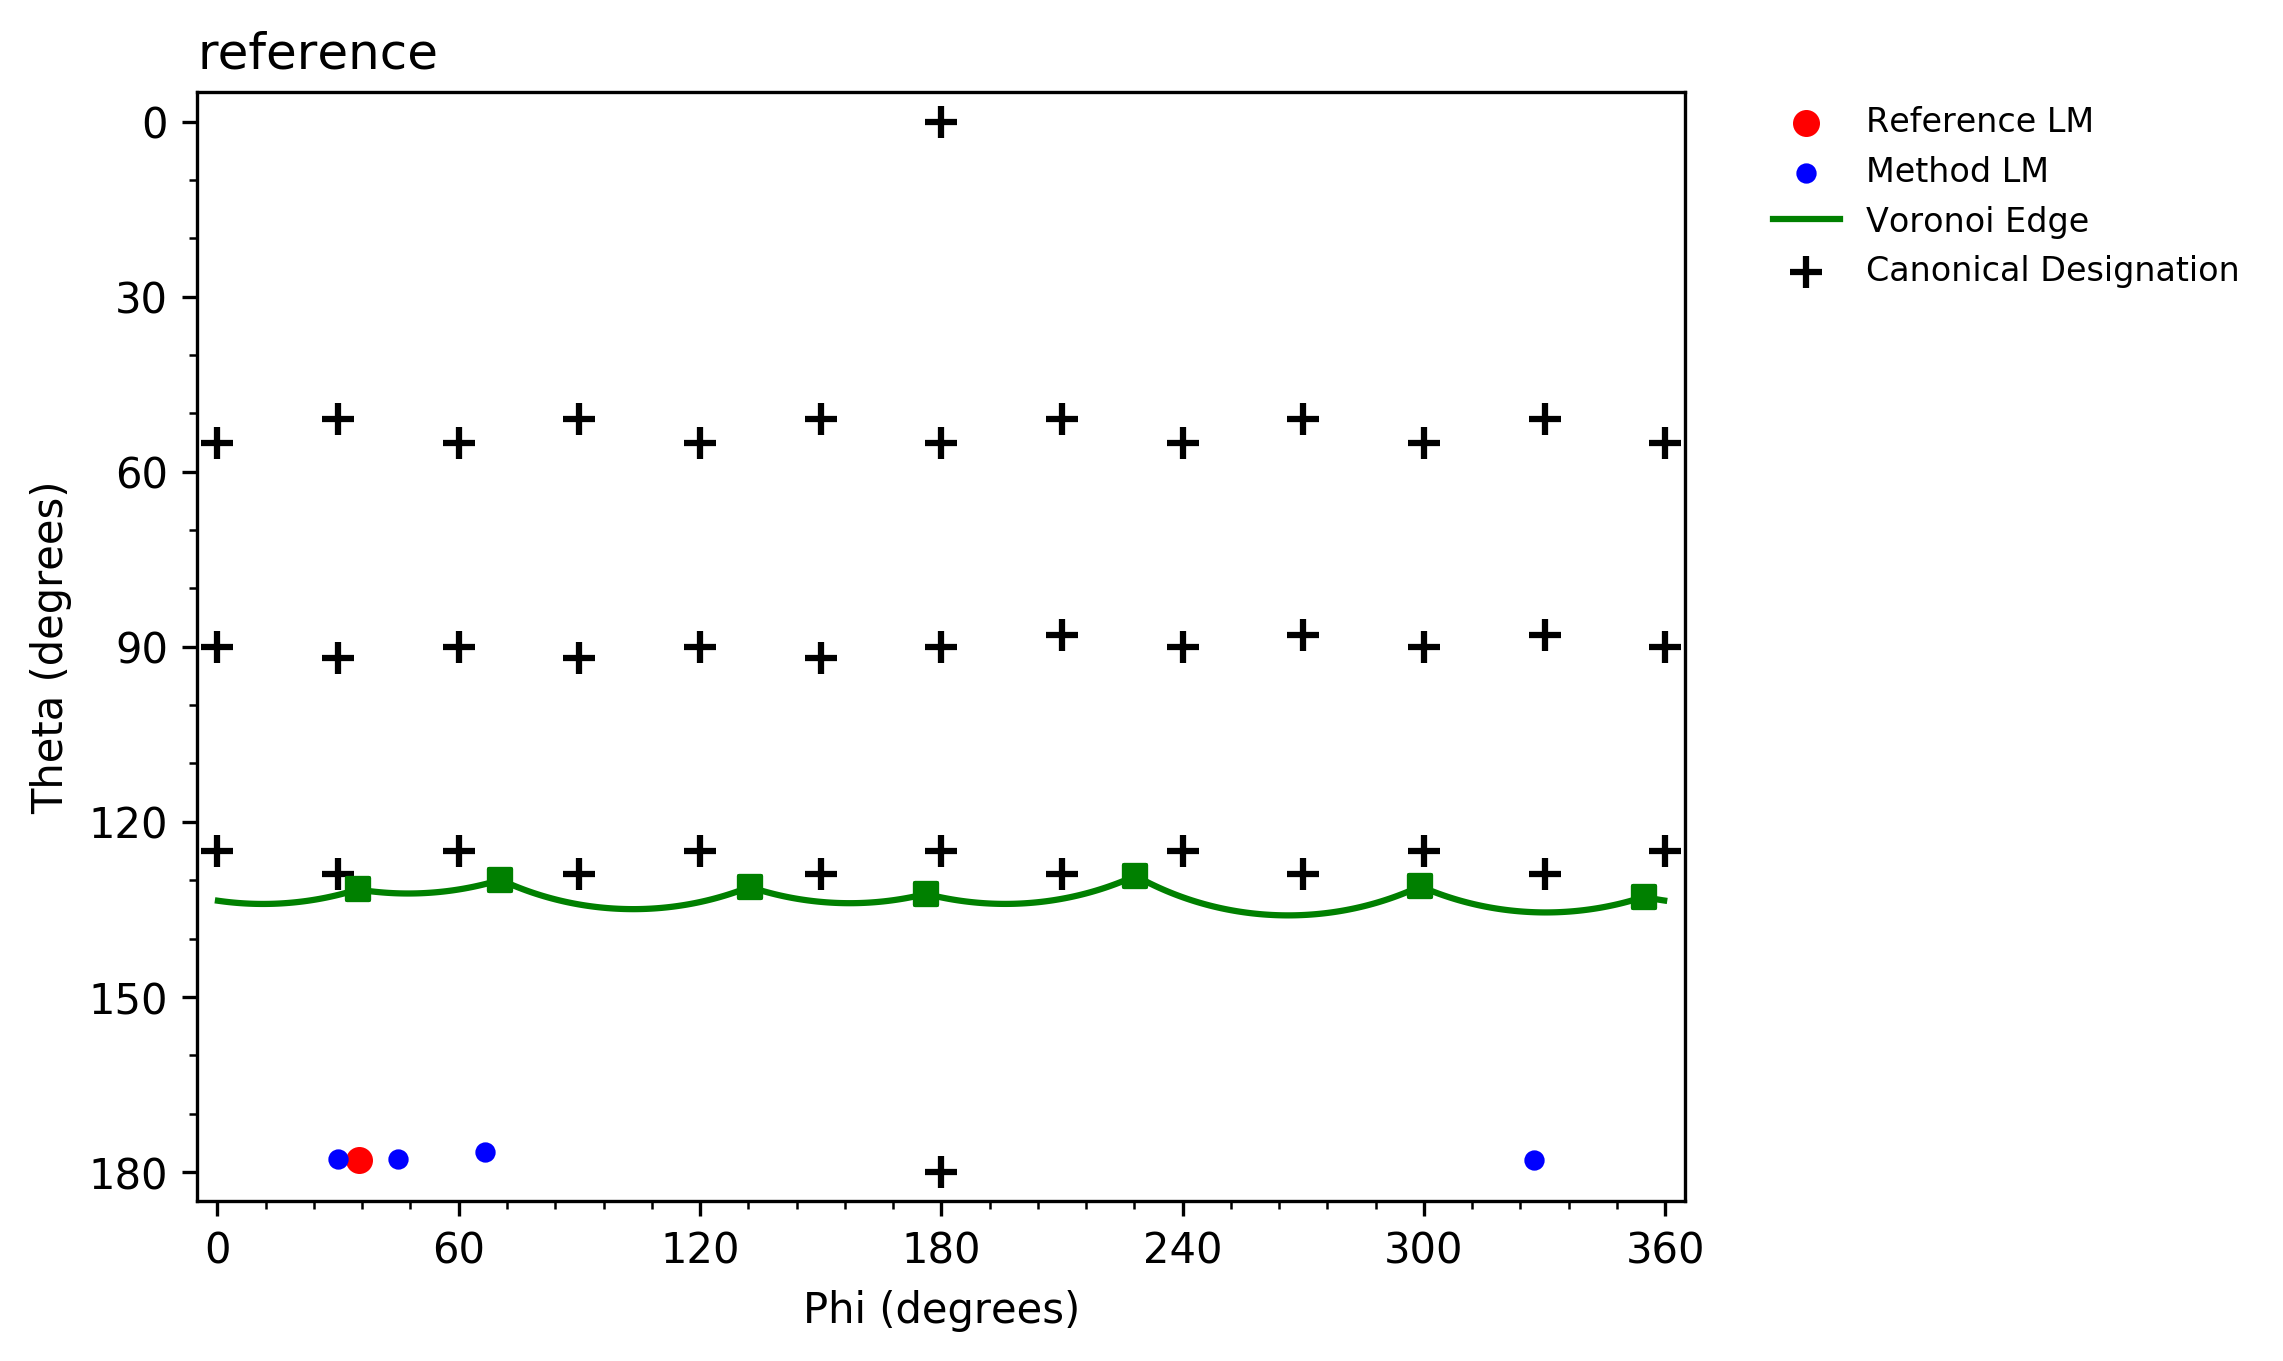 reference
Reference LM
Method LM
Voronoi Edge
Canonical Designation
0
30
60
90
120
150
180
Theta (degrees)
0 60 120 180 240 300 360
Phi (degrees)